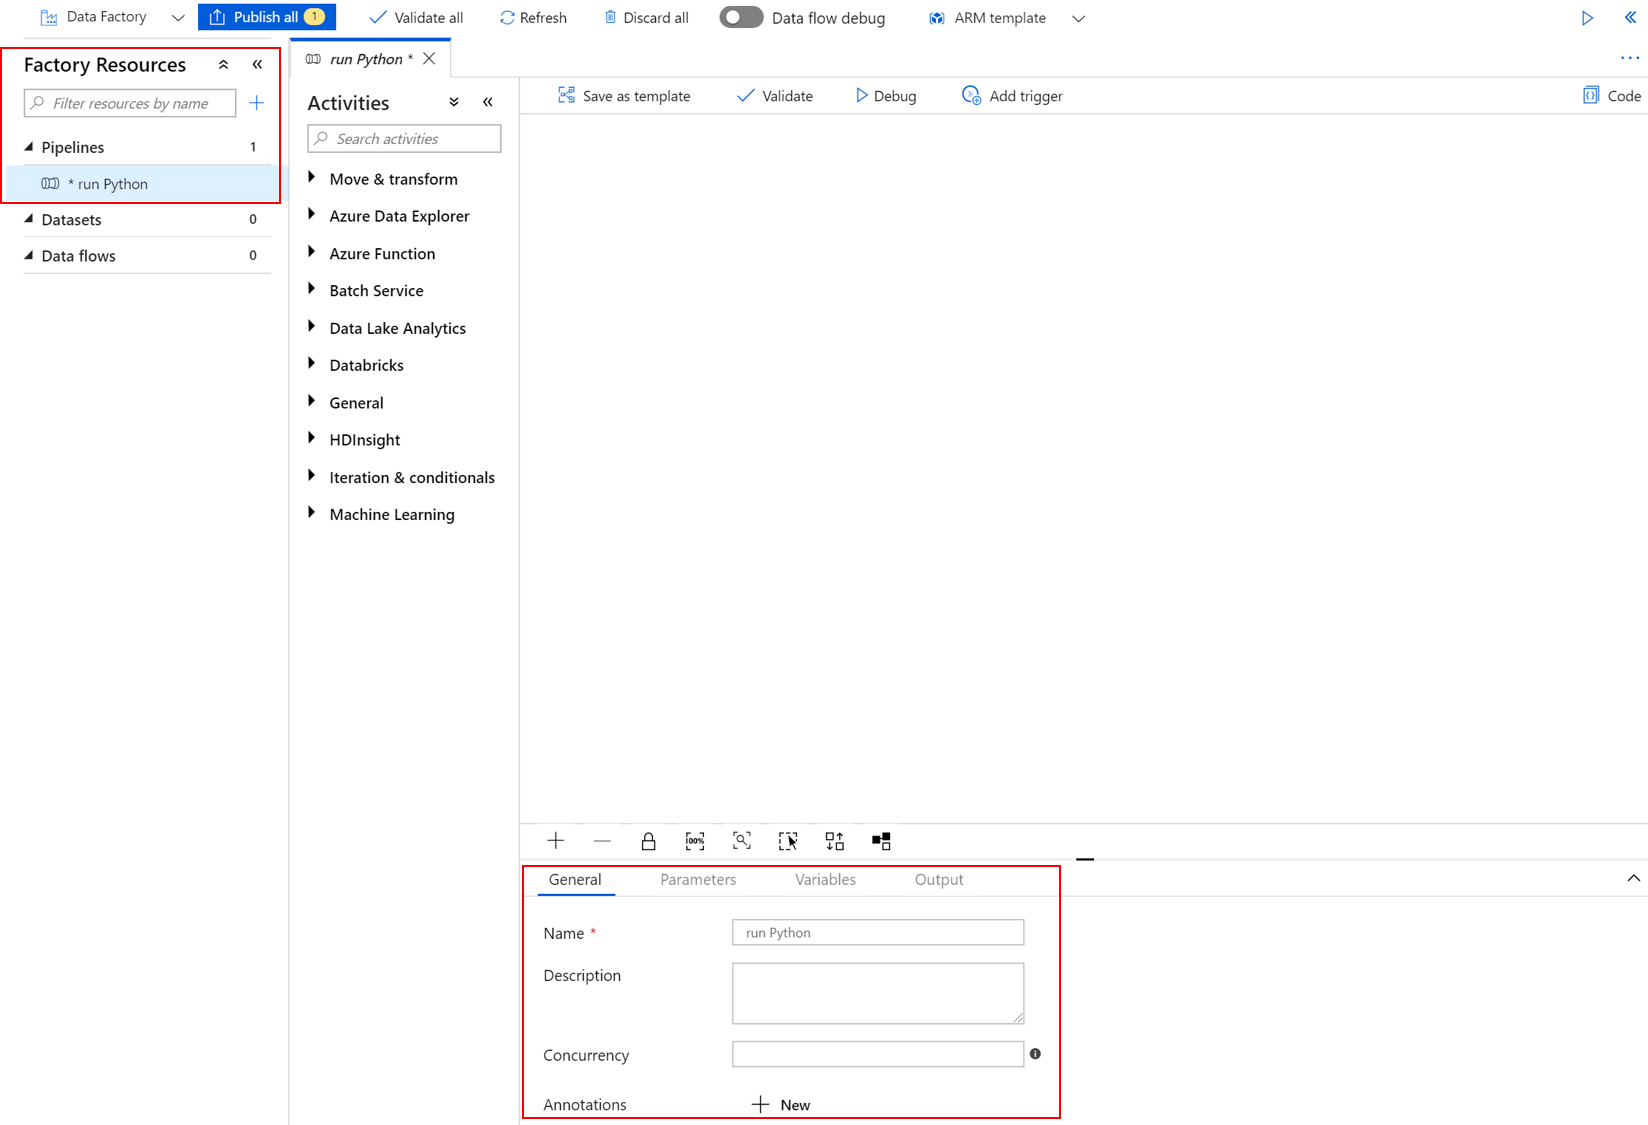 Data Factory
Publish all 1
Validate all
Refresh
Discard all
Data flow debug
ARM template
Factory Resources
Filter resources by name
Pipelines 1
* run Python
Datasets 0
Data flows 0
run Python *
Activities
Search activities
Move & transform
Azure Data Explorer
Azure Function
Batch Service
Data Lake Analytics
Databricks
General
HDInsight
Iteration & conditionals
Machine Learning
Save as template
Validate
Debug
Add trigger
Code
100%
General
Parameters
Variables
Output
Name * run Python
Description
Concurrency
Annotations
New